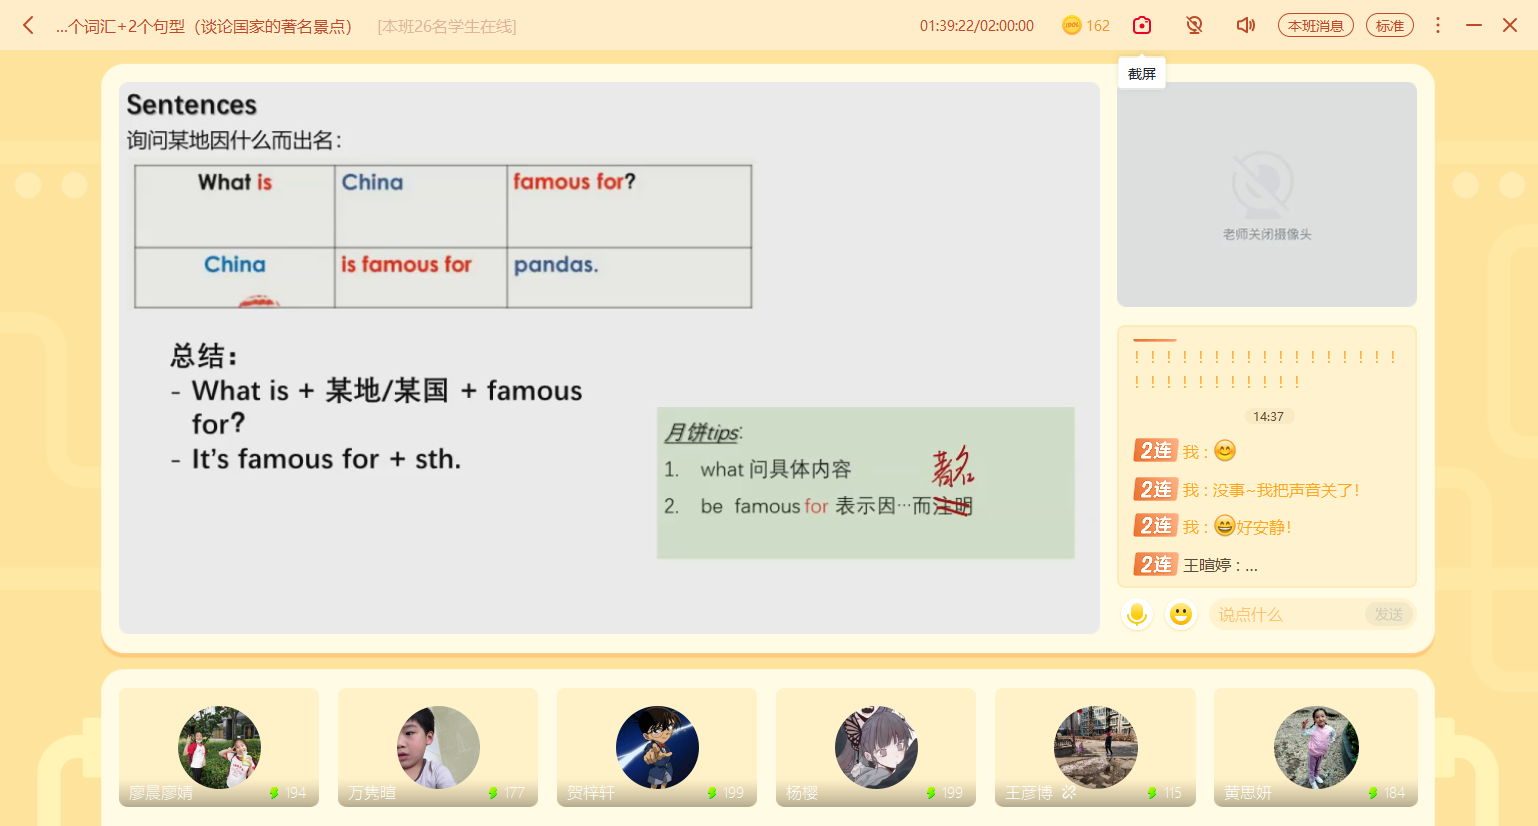 ...个词汇+2个句型（谈论国家的著名景点）
[本班26名学生在线]
01:39:22/02:00:00
162
本班消息
标准
截屏
Sentences
询问某地因什么而出名：
What is China famous for?
China is famous for pandas.
总结：
- What is + 某地/某国 + famous
for?
- It's famous for + sth.
月饼tips:
1. what 问具体内容
著名
2. be famous for 表示因…而注明
老师关闭摄像头
！！！！！！！！！！！！！！！！！
！！！！！！！！！！！
14:37
2连 我 : 😊
2连 我 : 没事~我把声音关了!
2连 我 : 😄好安静!
2连 王暄婷 : ...
说点什么
发送
廖晨廖婧 194
万隽暄 177
贺梓轩 199
杨樱 199
王彦博 115
黄思妍 184